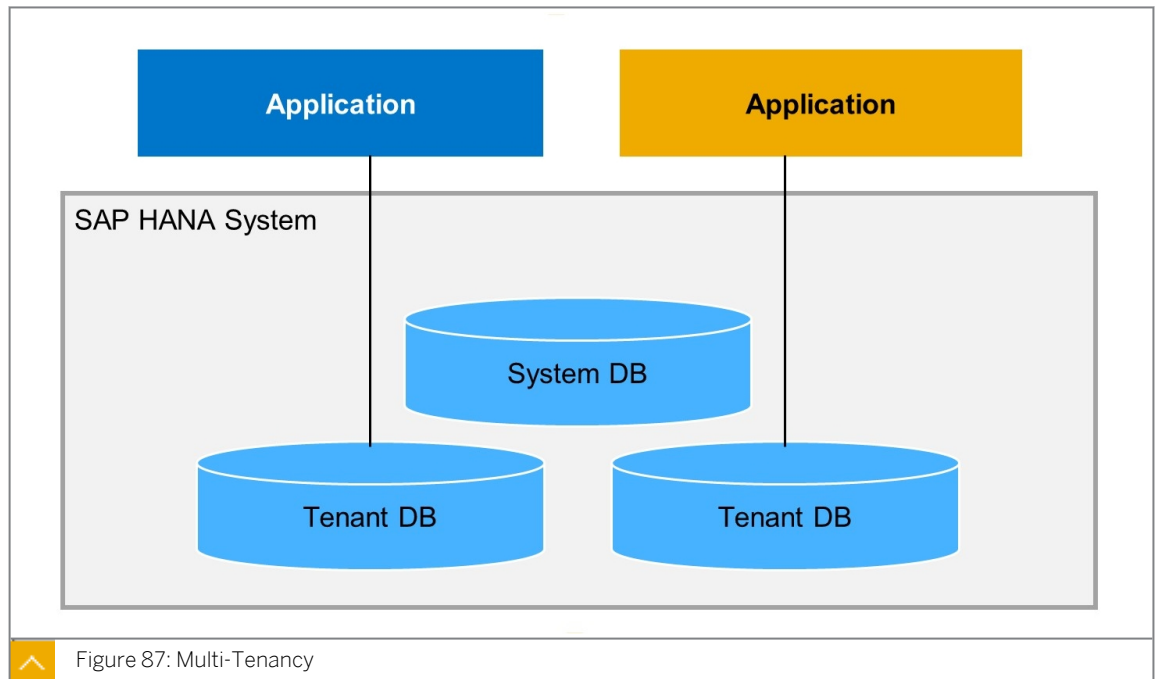 Application
Application
SAP HANA System
System DB
Tenant DB
Tenant DB
Figure 87: Multi-Tenancy